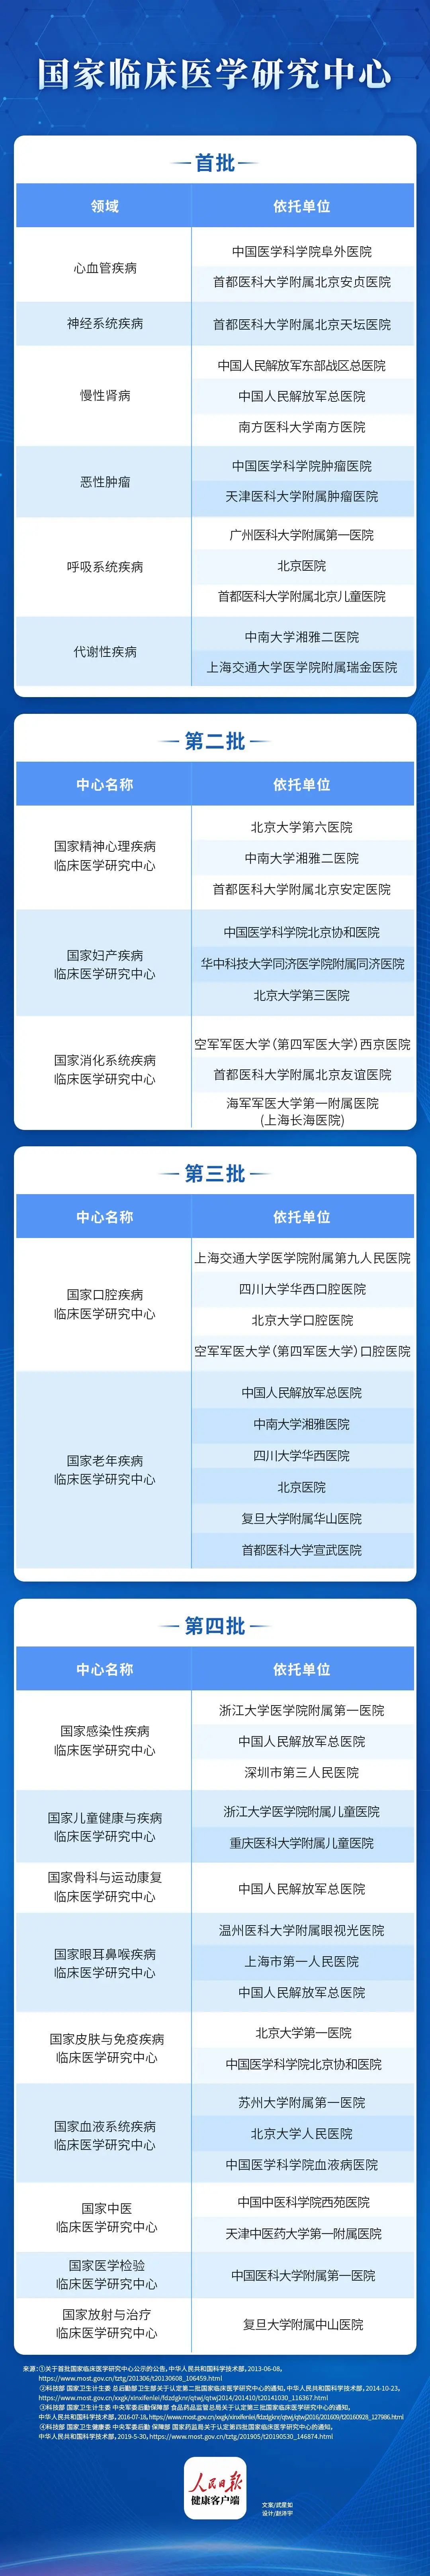 国家临床医学研究中心
首批
领域 依托单位
心血管疾病
中国医学科学院阜外医院
首都医科大学附属北京安贞医院
神经系统疾病
首都医科大学附属北京天坛医院
慢性肾病
中国人民解放军东部战区总医院
中国人民解放军总医院
南方医科大学南方医院
恶性肿瘤
中国医学科学院肿瘤医院
天津医科大学附属肿瘤医院
呼吸系统疾病
广州医科大学附属第一医院
北京医院
首都医科大学附属北京儿童医院
代谢性疾病
中南大学湘雅二医院
上海交通大学医学院附属瑞金医院
第二批
中心名称 依托单位
国家精神心理疾病
临床医学研究中心
北京大学第六医院
中南大学湘雅二医院
首都医科大学附属北京安定医院
国家妇产疾病
临床医学研究中心
中国医学科学院北京协和医院
华中科技大学同济医学院附属同济医院
北京大学第三医院
国家消化系统疾病
临床医学研究中心
空军军医大学(第四军医大学)西京医院
首都医科大学附属北京友谊医院
海军军医大学第一附属医院
(上海长海医院)
第三批
中心名称 依托单位
国家口腔疾病
临床医学研究中心
上海交通大学医学院附属第九人民医院
四川大学华西口腔医院
北京大学口腔医院
空军军医大学(第四军医大学)口腔医院
国家老年疾病
临床医学研究中心
中国人民解放军总医院
中南大学湘雅医院
四川大学华西医院
北京医院
复旦大学附属华山医院
首都医科大学宣武医院
第四批
中心名称 依托单位
国家感染性疾病
临床医学研究中心
浙江大学医学院附属第一医院
中国人民解放军总医院
深圳市第三人民医院
国家儿童健康与疾病
临床医学研究中心
浙江大学医学院附属儿童医院
重庆医科大学附属儿童医院
国家骨科与运动康复
临床医学研究中心
中国人民解放军总医院
国家眼耳鼻喉疾病
临床医学研究中心
温州医科大学附属眼视光医院
上海市第一人民医院
中国人民解放军总医院
国家皮肤与免疫疾病
临床医学研究中心
北京大学第一医院
中国医学科学院北京协和医院
国家血液系统疾病
临床医学研究中心
苏州大学附属第一医院
北京大学人民医院
中国医学科学院血液病医院
国家中医
临床医学研究中心
中国中医科学院西苑医院
天津中医药大学第一附属医院
国家医学检验
临床医学研究中心
中国医科大学附属第一医院
国家放射与治疗
临床医学研究中心
复旦大学附属中山医院
来源:①关于首批国家临床医学研究中心公示的公告,中华人民共和国科学技术部,2013-06-08,
https://www.most.gov.cn/tztg/201306/t20130608_106459.html
②科技部 国家卫生计生委 总后勤部卫生部关于认定第二批国家临床医学研究中心的通知,中华人民共和国科学技术部,2014-10-23,
https://www.most.gov.cn/xxgk/xinxifenlei/fdzdgknr/qtwj/qtwj2014/201410/t20141030_116367.html
③科技部 国家卫生计生委 中央军委后勤保障部 食品药品监管总局关于认定第三批国家临床医学研究中心的通知,
中华人民共和国科学技术部,2016-07-18,https://www.most.gov.cn/xxgk/xinxifenlei/fdzdgknr/qtwj/qtwj2016/201609/t20160928_127986.html
④科技部 国家卫生健康委 中央军委后勤 保障部 国家药监局关于认定第四批国家临床医学研究中心的通知,
中华人民共和国科学技术部,2019-5-30,https://www.most.gov.cn/tztg/201905/t20190530_146874.html
人民日报
健康客户端
文案/武星如
设计/赵洋宇